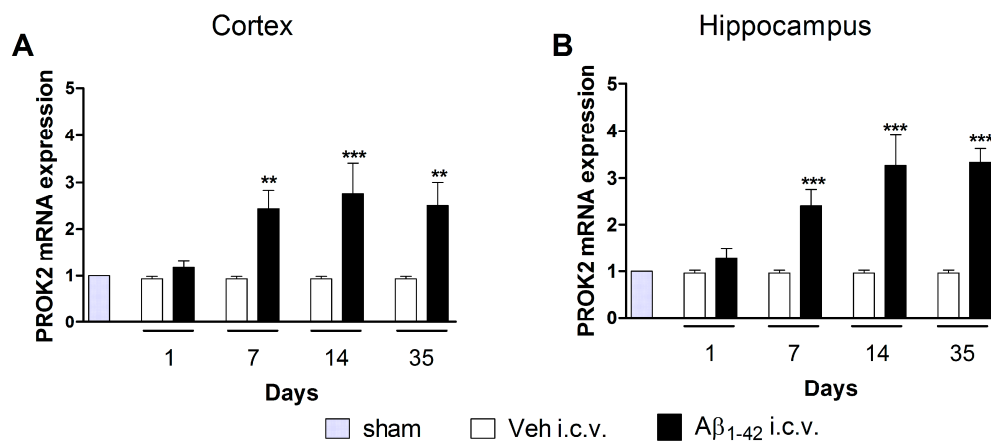 Cortex
A
PROK2 mRNA expression
5
4
3
2
1
0
**
***
**
1
7
14
35
Days
Hippocampus
B
PROK2 mRNA expression
5
4
3
2
1
0
***
***
***
1
7
14
35
Days
sham
Veh i.c.v.
Aβ1-42 i.c.v.